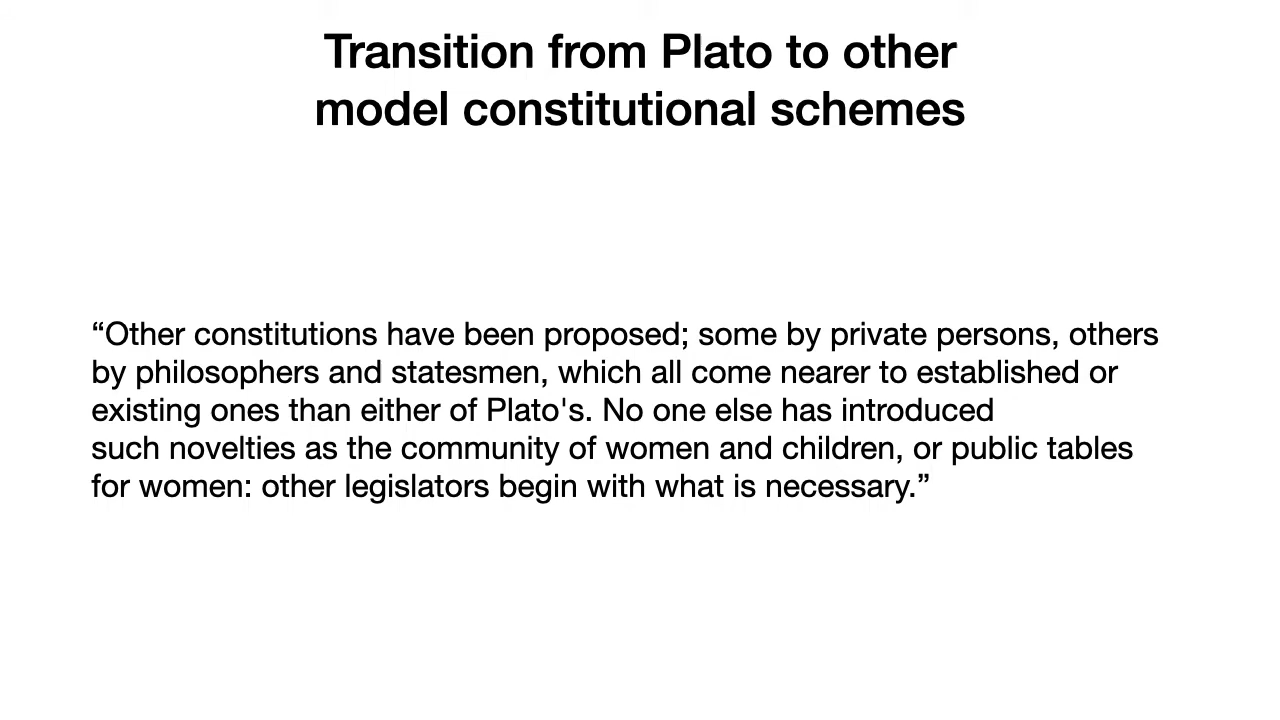 Transition from Plato to other
model constitutional schemes
“Other constitutions have been proposed; some by private persons, others
by philosophers and statesmen, which all come nearer to established or
existing ones than either of Plato's. No one else has introduced
such novelties as the community of women and children, or public tables
for women: other legislators begin with what is necessary.”